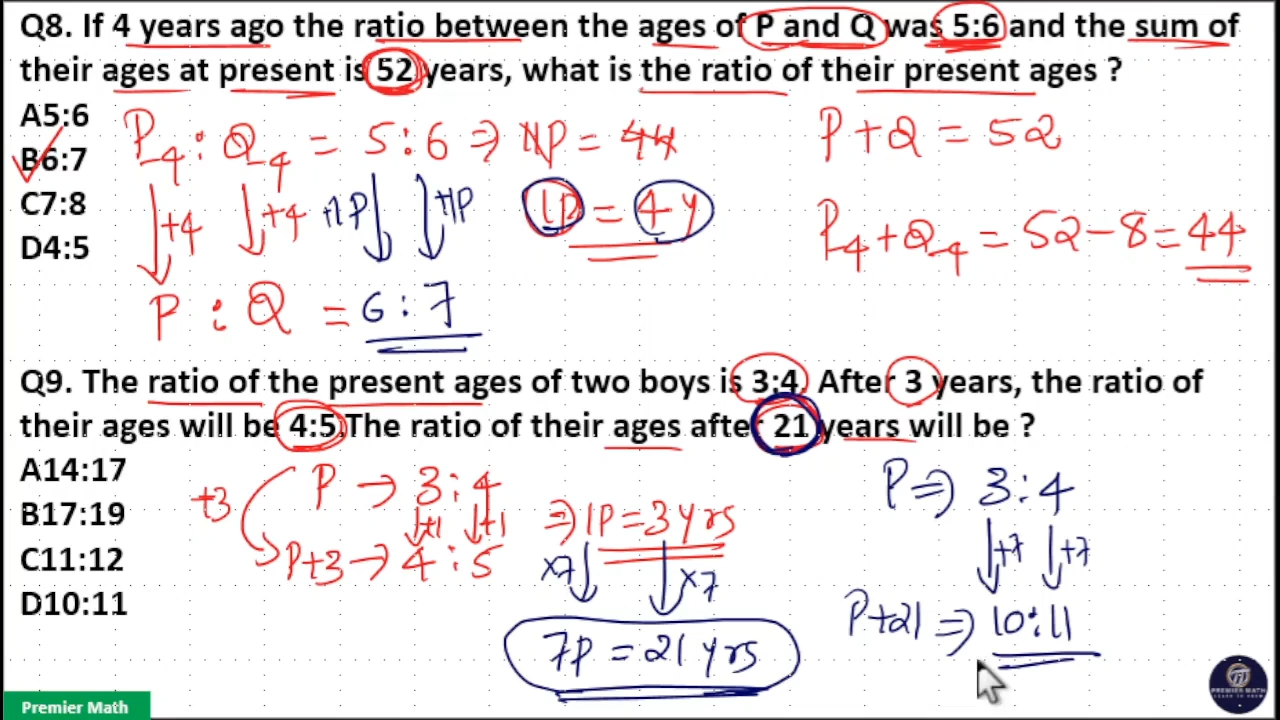 Q8. If 4 years ago the ratio between the ages of P and Q was 5:6 and the sum of
their ages at present is 52 years, what is the ratio of their present ages ?
A5:6
B6:7
C7:8
D4:5
P-4 : Q-4 = 5 : 6 ⇒ 11P = 44
+4 +4 +1P +1P
1P = 4 y
P : Q = 6 : 7
P + Q = 52
P-4 + Q-4 = 52 - 8 = 44
Q9. The ratio of the present ages of two boys is 3:4. After 3 years, the ratio of
their ages will be 4:5.The ratio of their ages after 21 years will be ?
A14:17
B17:19
C11:12
D10:11
P → 3 : 4
+3 +1 +1
P+3 → 4 : 5
⇒ 1P = 3 yrs
×7 ×7
7P = 21 yrs
P ⇒ 3 : 4
+7 +7
P+21 ⇒ 10 : 11
Premier Math
PREMIER MATH